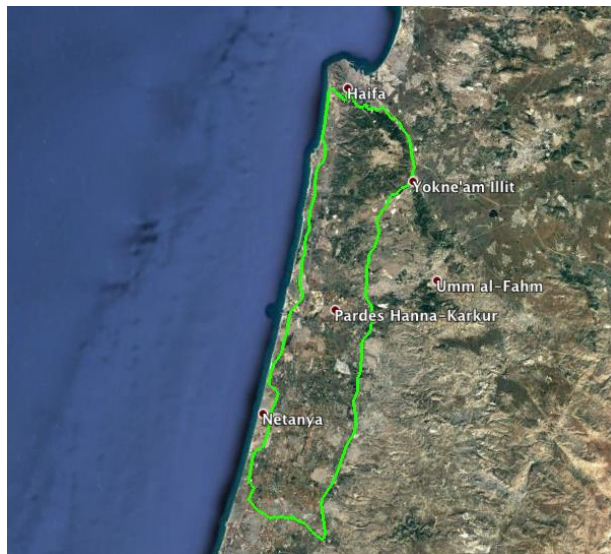 Haifa
Yokne'am Illit
Umm al-Fahm
Pardes Hanna-Karkur
Netanya